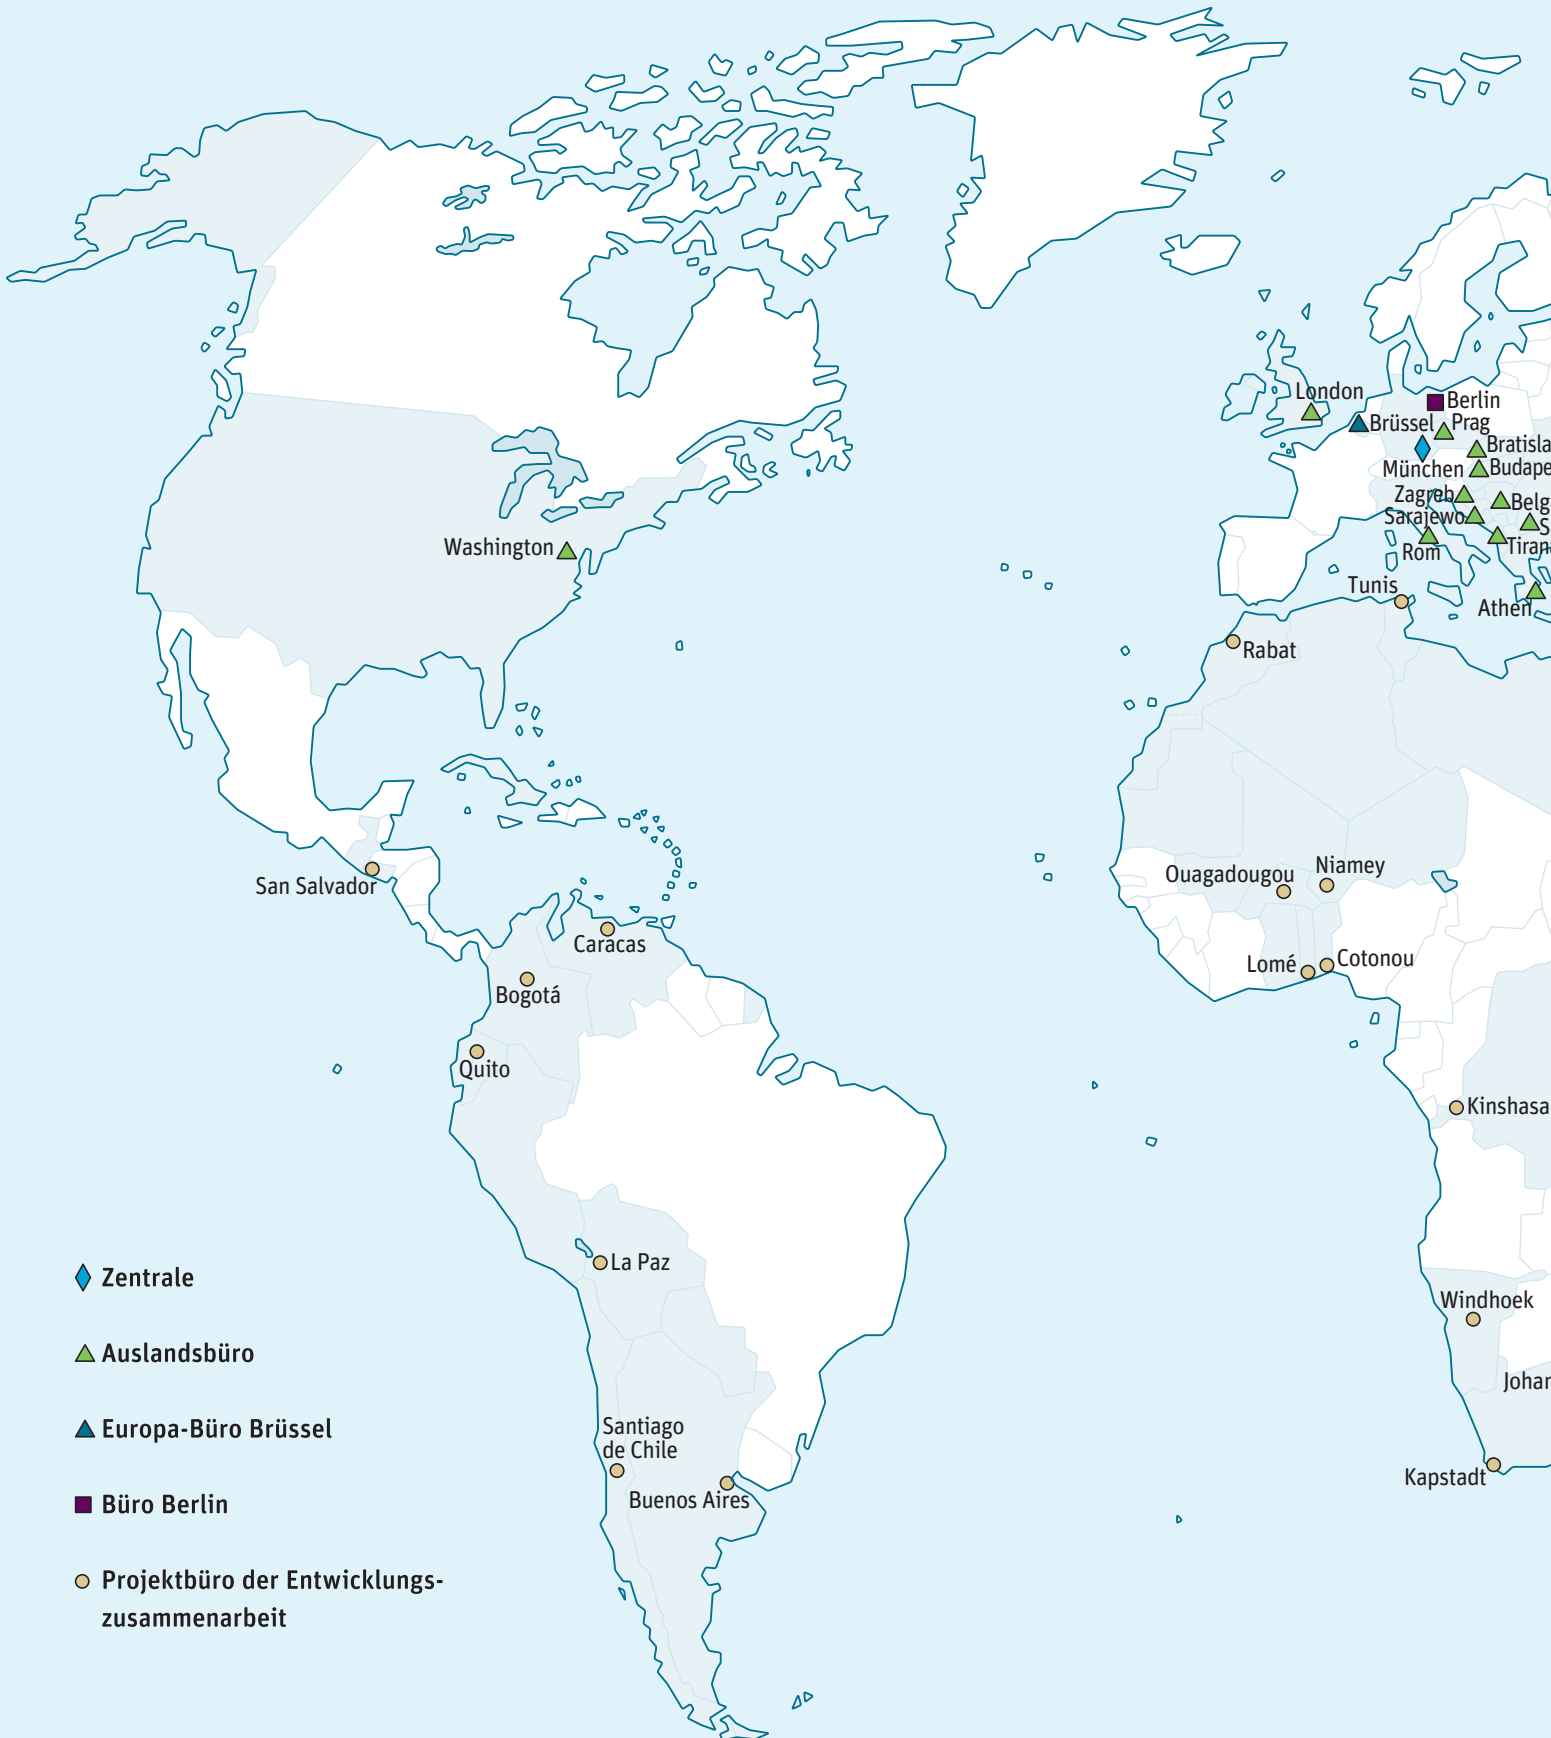 London
Berlin
Brüssel
Prag
Bratisla
München
Budape
Zagreb
Belg
Sarajewo
S
Rom
Tiran
Washington
Tunis
Athen
Rabat
San Salvador
Ouagadougou
Niamey
Caracas
Lomé
Cotonou
Bogotá
Quito
Kinshasa
La Paz
Windhoek
Johan
Santiago
de Chile
Buenos Aires
Kapstadt
Zentrale
Auslandsbüro
Europa-Büro Brüssel
Büro Berlin
Projektbüro der Entwicklungs-
zusammenarbeit